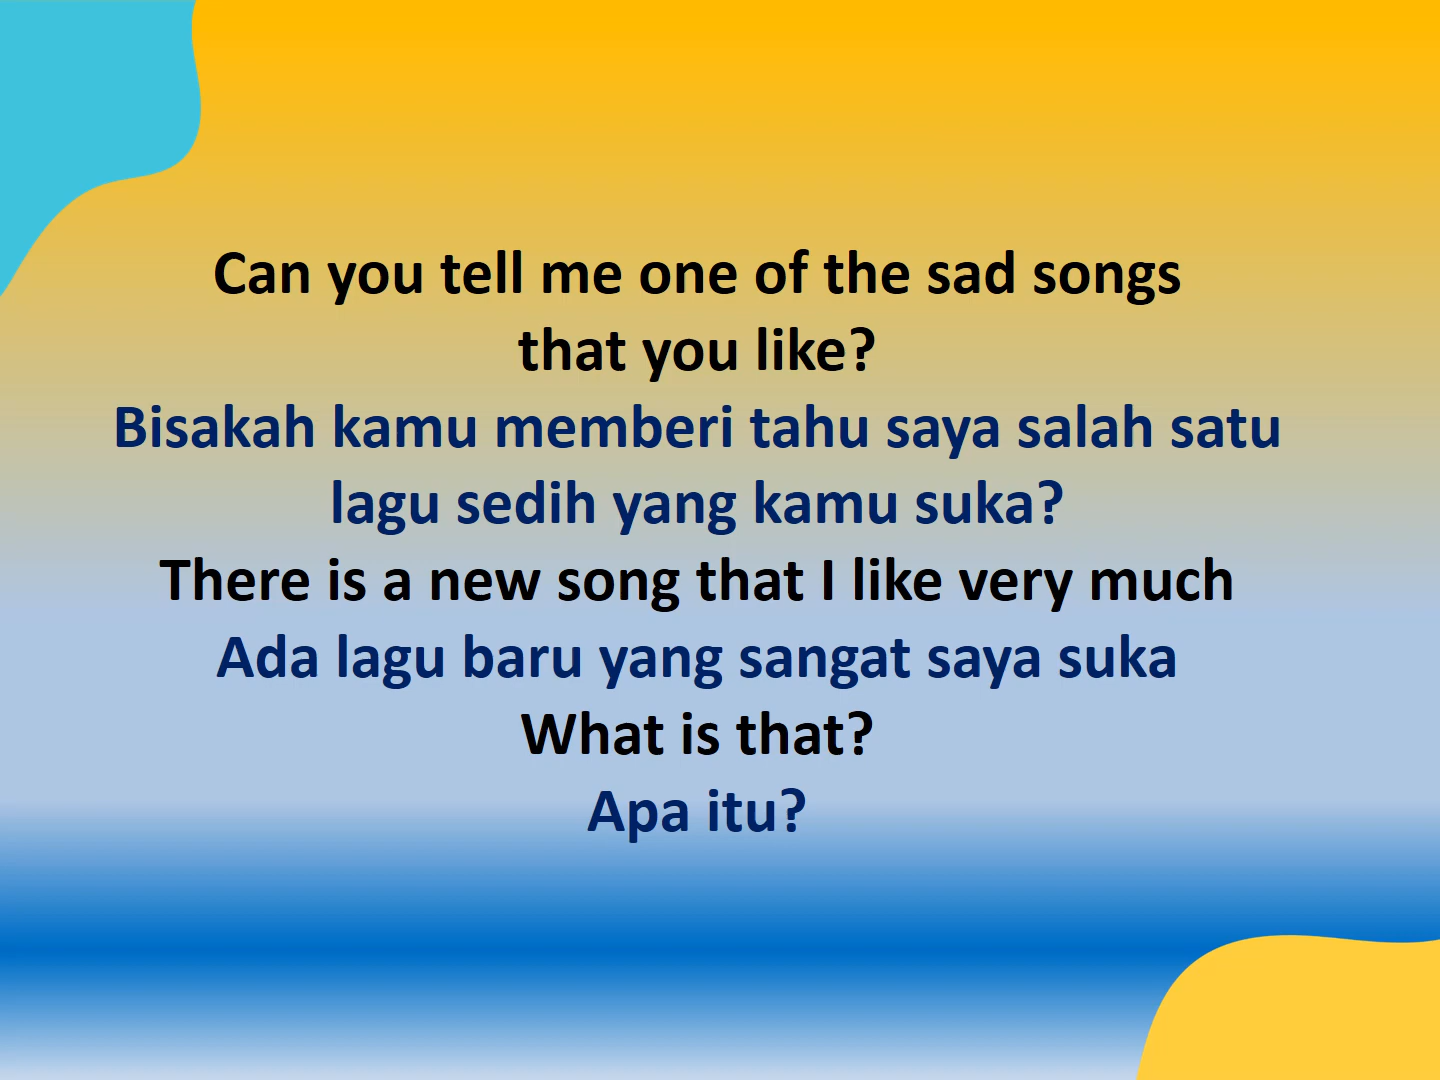 Can you tell me one of the sad songs
that you like?
Bisakah kamu memberi tahu saya salah satu
lagu sedih yang kamu suka?
There is a new song that I like very much
Ada lagu baru yang sangat saya suka
What is that?
Apa itu?